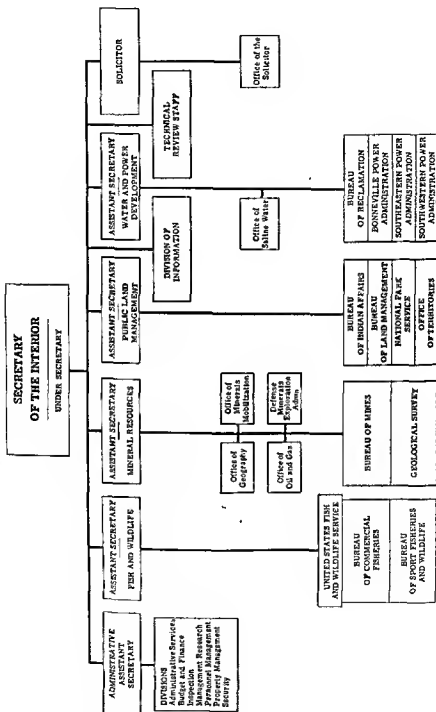 SECRETARY
OF THE INTERIOR
UNDER SECRETARY
ADMINISTRATIVE
ASSISTANT
SECRETARY
DIVISIONS
Administrative Services
Budget and Finance
Inspection
Management Research
Personnel Management
Property Management
Security
ASSISTANT SECRETARY
FISH AND WILDLIFE
UNITED STATES FISH
AND WILDLIFE SERVICE
BUREAU
OF COMMERCIAL
FISHERIES
BUREAU
OF SPORT FISHERIES
AND WILDLIFE
ASSISTANT SECRETARY
MINERAL RESOURCES
Office of
Geography
Office of
Minerals
Mobilization
Office of
Oil and Gas
Defense
Minerals
Exploration
Admn
BUREAU OF MINES
GEOLOGICAL SURVEY
ASSISTANT SECRETARY
PUBLIC LAND
MANAGEMENT
BUREAU
OF INDIAN AFFAIRS
BUREAU
OF LAND MANAGEMENT
NATIONAL PARK
SERVICE
OFFICE
OF TERRITORIES
DIVISION OF
INFORMATION
ASSISTANT SECRETARY
WATER AND POWER
DEVELOPMENT
Office of
Saline Water
BUREAU
OF RECLAMATION
BONNEVILLE POWER
ADMINISTRATION
SOUTHEASTERN POWER
ADMINISTRATION
SOUTHWESTERN POWER
ADMINISTRATION
TECHNICAL
REVIEW STAFF
SOLICITOR
Office of the
Solicitor